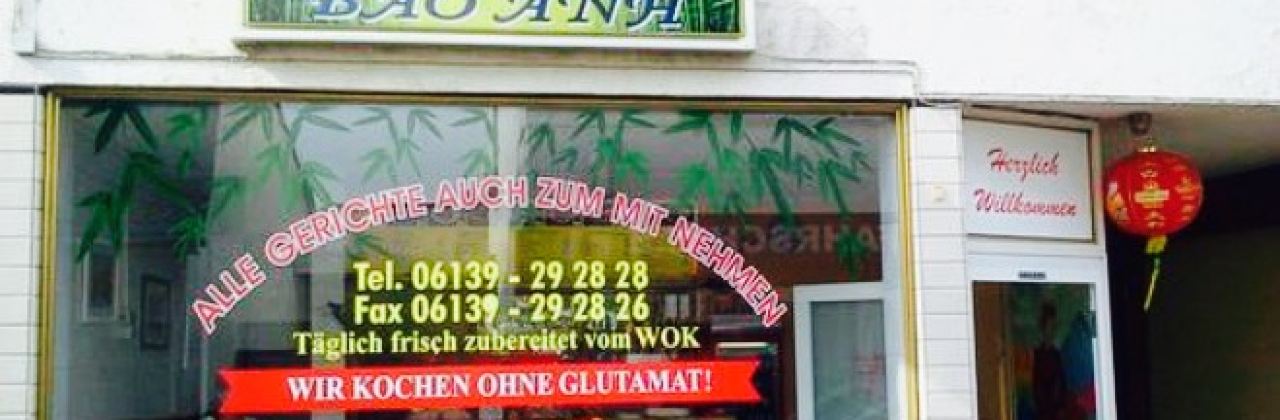 BAO ANH
ALLE GERICHTE AUCH ZUM MIT NEHMEN
Tel. 06139 - 29 28 28
Fax 06139 - 29 28 26
Täglich frisch zubereitet vom WOK
WIR KOCHEN OHNE GLUTAMAT!
Herzlich
Willkommen